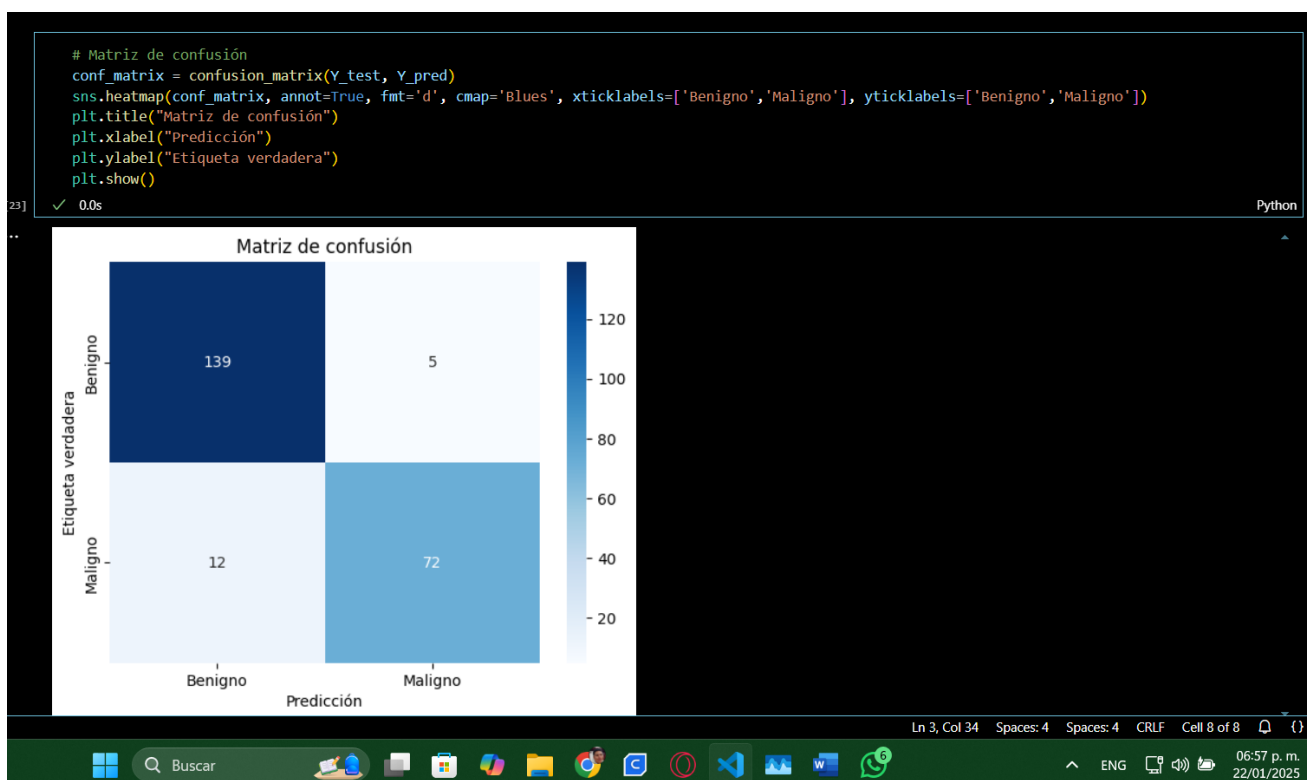 # Matriz de confusión
conf_matrix = confusion_matrix(Y_test, Y_pred)
sns.heatmap(conf_matrix, annot=True, fmt='d', cmap='Blues', xticklabels=['Benigno','Maligno'], yticklabels=['Benigno','Maligno'])
plt.title("Matriz de confusión")
plt.xlabel("Predicción")
plt.ylabel("Etiqueta verdadera")
plt.show()
23] ✓ 0.0s Python
Matriz de confusión
Etiqueta verdadera
Benigno
139 5
Maligno
12 72
120
100
80
60
40
20
Benigno Maligno
Predicción
Ln 3, Col 34 Spaces: 4 Spaces: 4 CRLF Cell 8 of 8 {}
Buscar
W
6
ENG
06:57 p. m.
22/01/2025